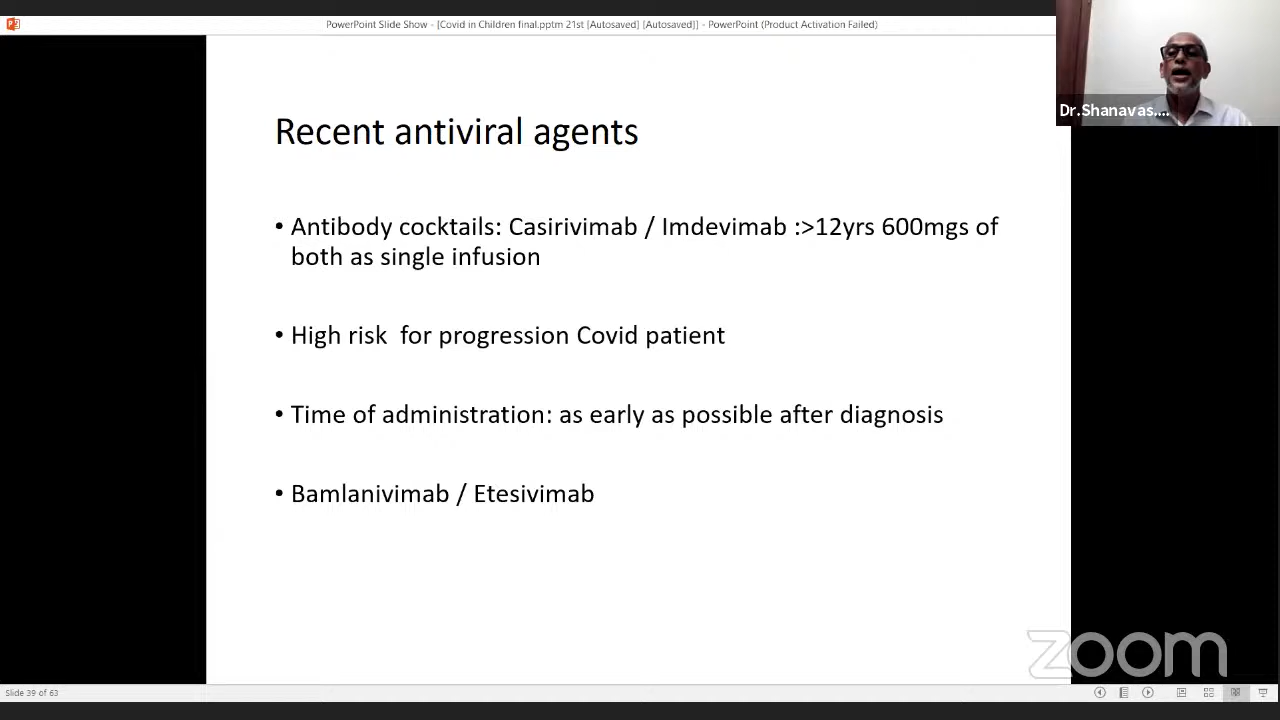 PowerPoint Slide Show - [Covid in Children final.pptm 21st [Autosaved] [Autosaved]] - PowerPoint (Product Activation Failed)
Dr.Shanavas....
Recent antiviral agents
• Antibody cocktails: Casirivimab / Imdevimab :>12yrs 600mgs of
both as single infusion
• High risk  for progression Covid patient
• Time of administration: as early as possible after diagnosis
• Bamlanivimab / Etesivimab
zoom
Slide 39 of 63